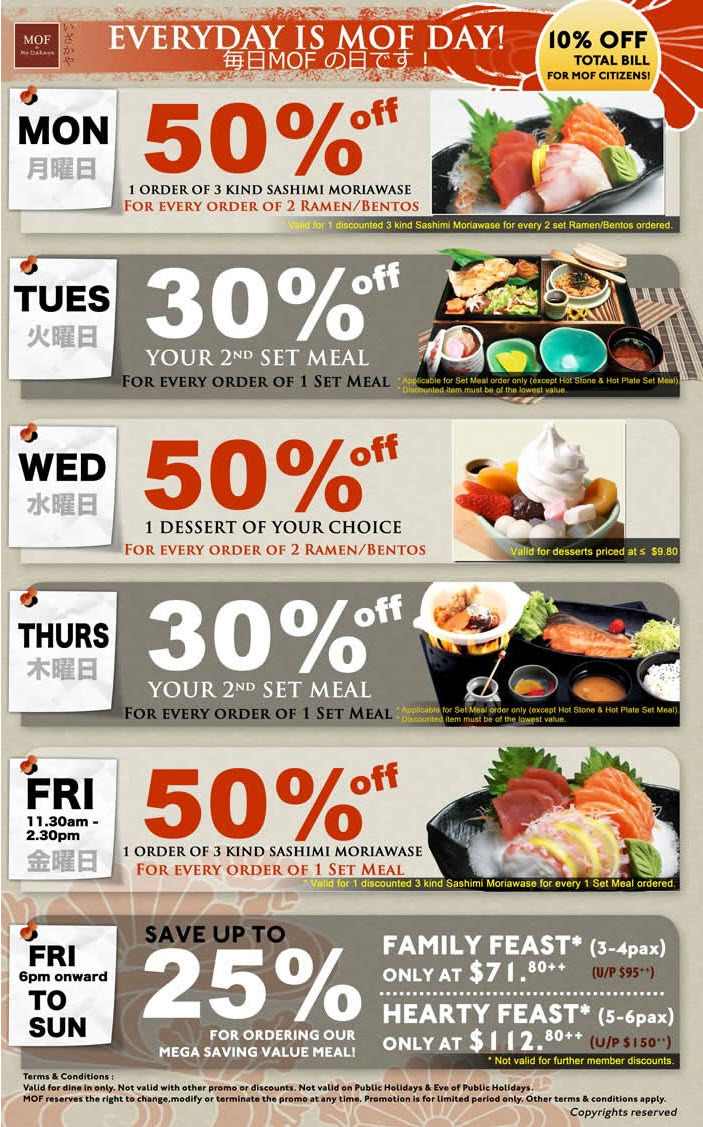 MOF
My Izakaya
いざかや
EVERYDAY IS MOF DAY!
毎日MOF の日です！
10% OFF
TOTAL BILL
FOR MOF CITIZENS!
MON
月曜日
50% off
1 ORDER OF 3 KIND SASHIMI MORIAWASE
FOR EVERY ORDER OF 2 RAMEN/BENTOS
* Valid for 1 discounted 3 kind Sashimi Moriawase for every 2 set Ramen/Bentos ordered.
TUES
火曜日
30% off
YOUR 2ND SET MEAL
FOR EVERY ORDER OF 1 SET MEAL
* Applicable for Set Meal order only (except Hot Stone & Hot Plate Set Meal).
* Discounted item must be of the lowest value.
WED
水曜日
50% off
1 DESSERT OF YOUR CHOICE
FOR EVERY ORDER OF 2 RAMEN/BENTOS
Valid for desserts priced at ≤ $9.80
THURS
木曜日
30% off
YOUR 2ND SET MEAL
FOR EVERY ORDER OF 1 SET MEAL
* Applicable for Set Meal order only (except Hot Stone & Hot Plate Set Meal).
* Discounted item must be of the lowest value.
FRI
11.30am -
2.30pm
金曜日
50% off
1 ORDER OF 3 KIND SASHIMI MORIAWASE
FOR EVERY ORDER OF 1 SET MEAL
* Valid for 1 discounted 3 kind Sashimi Moriawase for every 1 Set Meal ordered.
FRI
6pm onward
TO
SUN
SAVE UP TO
25%
FOR ORDERING OUR
MEGA SAVING VALUE MEAL!
FAMILY FEAST* (3-4pax)
ONLY AT $71.80++ (U/P $95++)
HEARTY FEAST* (5-6pax)
ONLY AT $112.80++ (U/P $150++)
* Not valid for further member discounts.
Terms & Conditions :
Valid for dine in only. Not valid with other promo or discounts. Not valid on Public Holidays & Eve of Public Holidays.
MOF reserves the right to change,modify or terminate the promo at any time. Promotion is for limited period only. Other terms & conditions apply.
Copyrights reserved